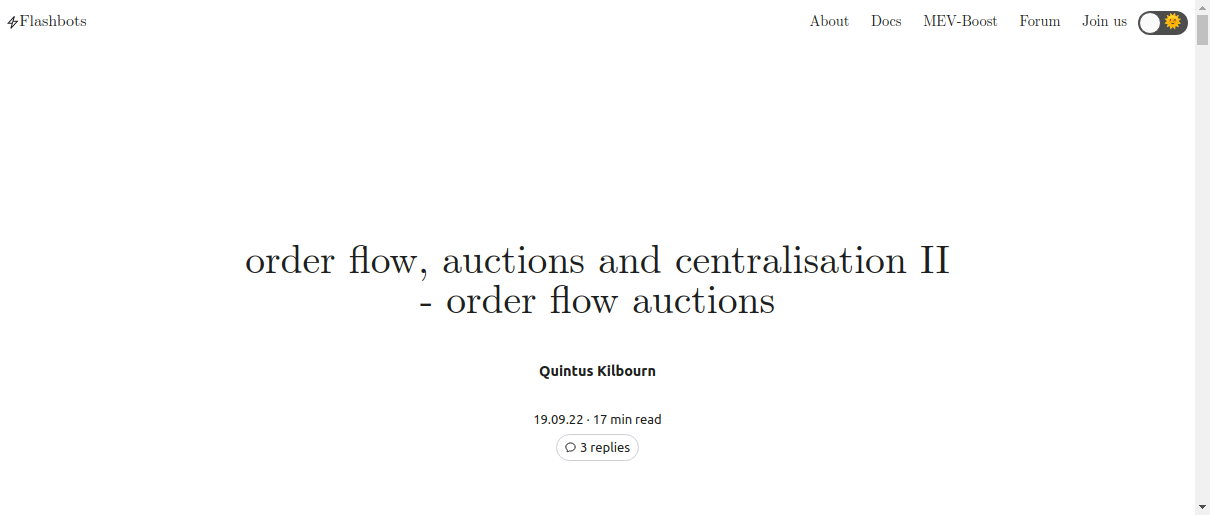 Flashbots
About Docs MEV-Boost Forum Join us
order flow, auctions and centralisation II
- order flow auctions
Quintus Kilbourn
19.09.22 · 17 min read
3 replies